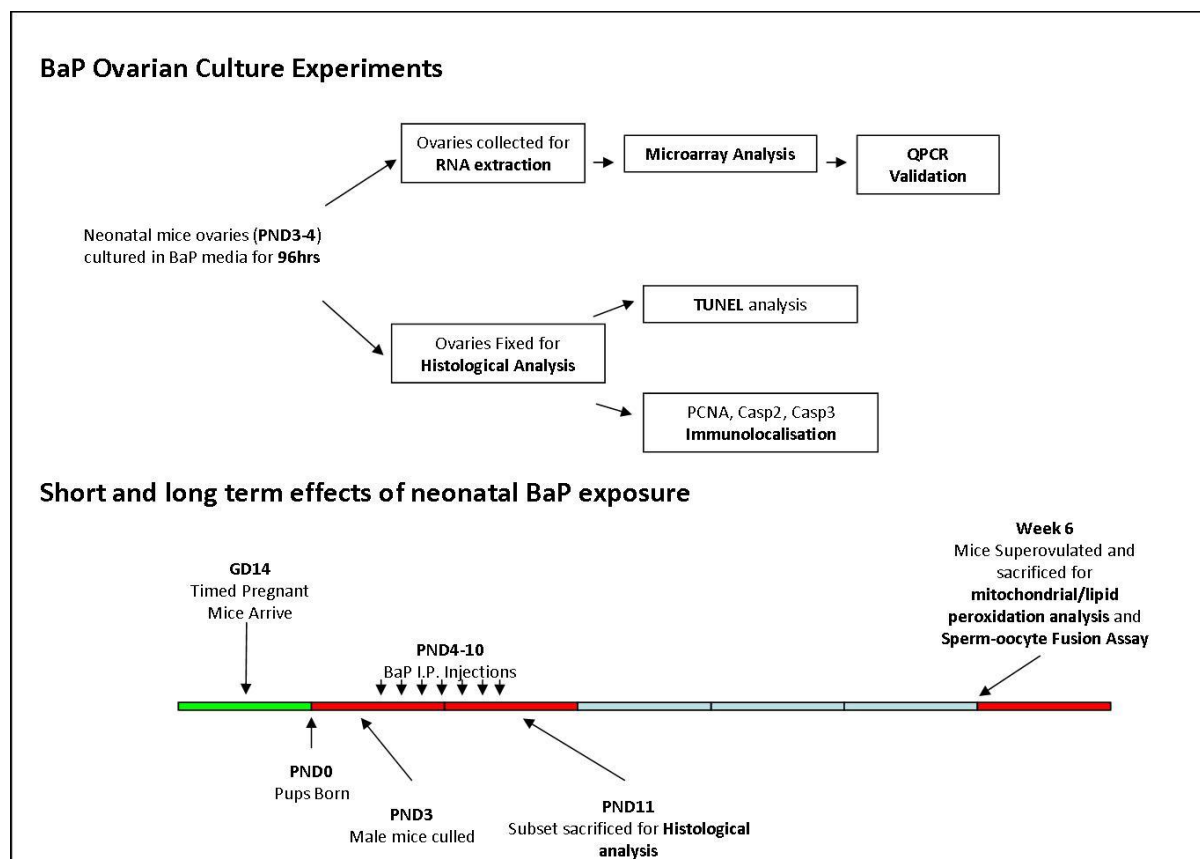 BaP Ovarian Culture Experiments
Ovaries collected for
RNA extraction
Microarray Analysis
QPCR
Validation
Neonatal mice ovaries (PND3-4)
cultured in BaP media for 96hrs
TUNEL analysis
Ovaries Fixed for
Histological Analysis
PCNA, Casp2, Casp3
Immunolocalisation
Short and long term effects of neonatal BaP exposure
GD14
Timed Pregnant
Mice Arrive
PND4-10
BaP I.P. Injections
Week 6
Mice Superovulated and
sacrificed for
mitochondrial/lipid
peroxidation analysis and
Sperm-oocyte Fusion Assay
PND0
Pups Born
PND3
Male mice culled
PND11
Subset sacrificed for Histological
analysis